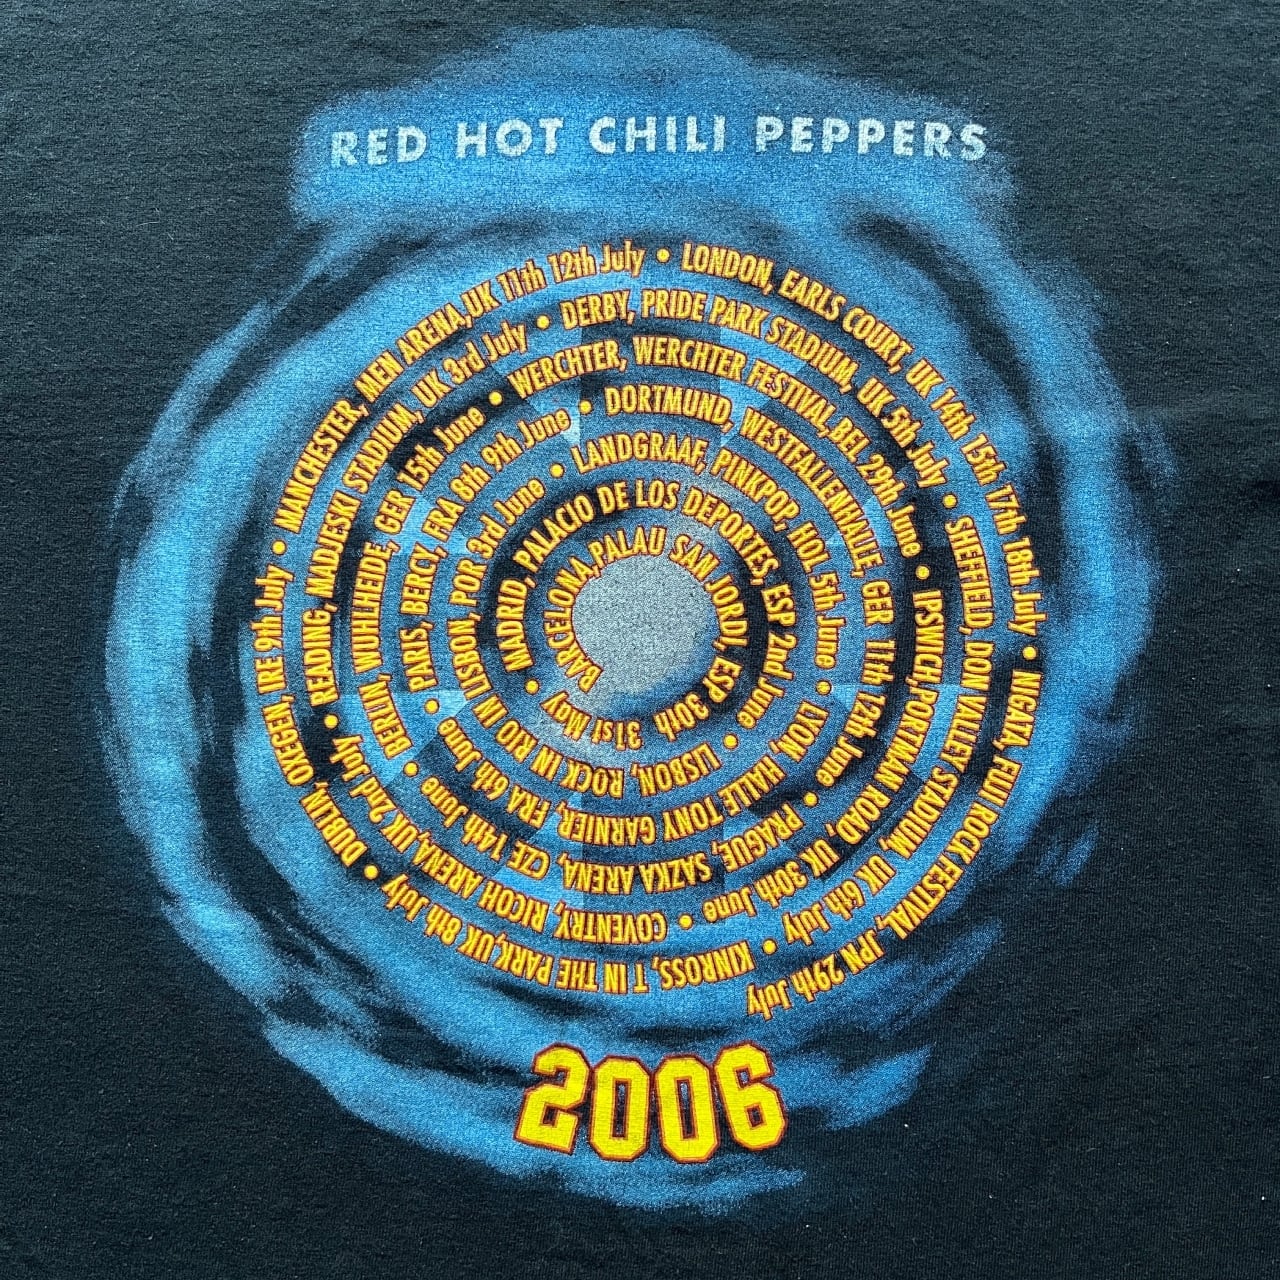 RED HOT CHILI PEPPERS
BARCELONA, PALAU SAN JORDI, ESP 30th 31st May • MADRID, PALACIO DE LOS DEPORTES, ESP 2nd June • LISBON, ROCK IN RIO IN LISBON, POR 3rd June • LANDGRAAF, PINKPOP, HOL 5th June • LYON, HALLE TONY GARNIER, FRA 6th June • PARIS, BERCY, FRA 8th 9th June • DORTMUND, WESTFALLENHALLE, GER 11th 12th June • PRAGUE, SAZKA ARENA, CZE 14th June • BERLIN, WUHLHEIDE, GER 15th June • WERCHTER, WERCHTER FESTIVAL, BEL 29th June • IPSWICH, PORTMAN ROAD, UK 30th June • COVENTRY, RICOH ARENA, UK 2nd July • READING, MADJESKI STADIUM, UK 3rd July • DERBY, PRIDE PARK STADIUM, UK 5th July • SHEFFIELD, DON VALLEY STADIUM, UK 6th July • KINROSS, T IN THE PARK, UK 8th July • DUBLIN, OXEGEN, IRE 9th July • MANCHESTER, MEN ARENA, UK 11th 12th July • LONDON, EARLS COURT, UK 14th 15th 17th 18th July • NIGATA, FUJI ROCK FESTIVAL, JPN 29th July
2006